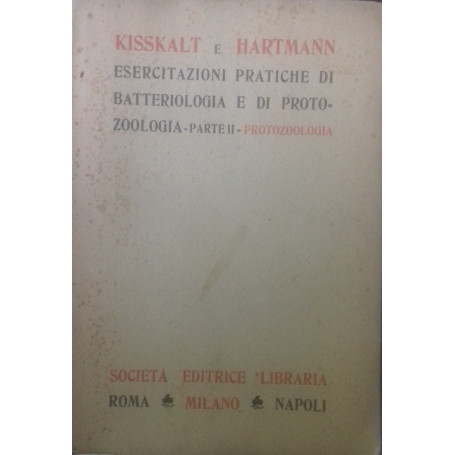 KISSKALT E HARTMANN
ESERCITAZIONI PRATICHE DI
BATTERIOLOGIA E DI PROTO-
ZOOLOGIA - PARTE II - PROTOZOOLOGIA
SOCIETÀ EDITRICE LIBRARIA
ROMA MILANO NAPOLI